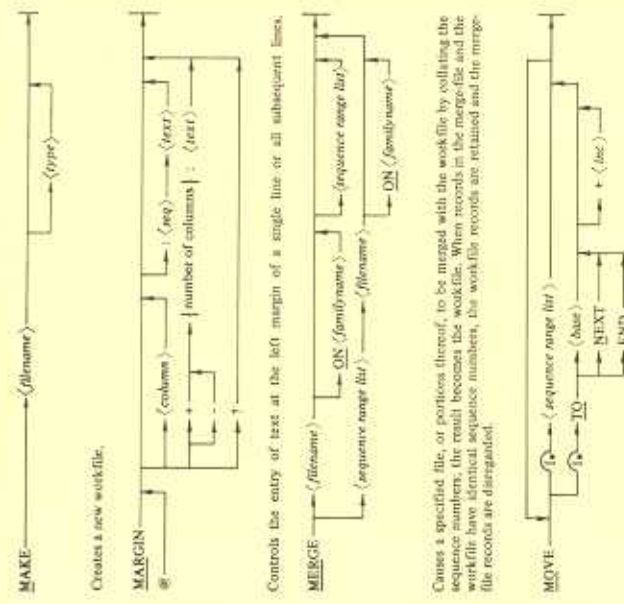 MAKE ⟨filename⟩
⟨type⟩
Creates a new workfile.
MARGIN
@
⟨column⟩ : ⟨seq⟩ ⟨text⟩
+ {number of columns} : ⟨text⟩
-
Controls the entry of text at the left margin of a single line or all subsequent lines.
MERGE ⟨filename⟩
ON ⟨familyname⟩ ⟨sequence range list⟩
⟨sequence range list⟩ ⟨filename⟩
ON ⟨familyname⟩
Causes a specified file, or portions thereof, to be merged with the workfile by collating the
sequence numbers; the result becomes the workfile. When records in the merge-file and the
workfile have identical sequence numbers, the workfile records are retained and the merge-
file records are disregarded.
MOVE 1* ⟨sequence range list⟩
1* TO ⟨base⟩ + ⟨inc⟩
NEXT
END